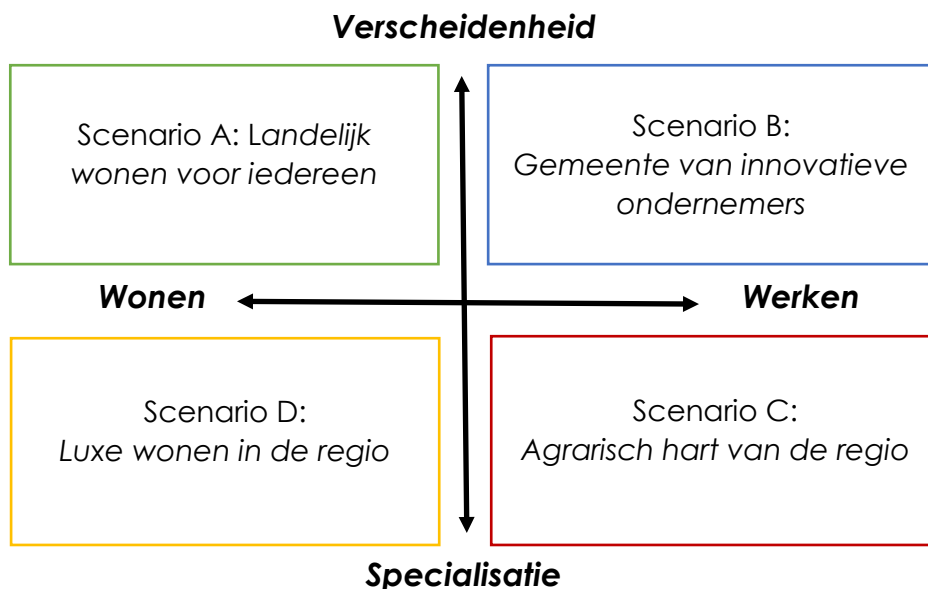 Verscheidenheid
Scenario A: Landelijk
wonen voor iedereen
Scenario B:
Gemeente van innovatieve
ondernemers
Wonen
Werken
Scenario D:
Luxe wonen in de regio
Scenario C:
Agrarisch hart van de regio
Specialisatie